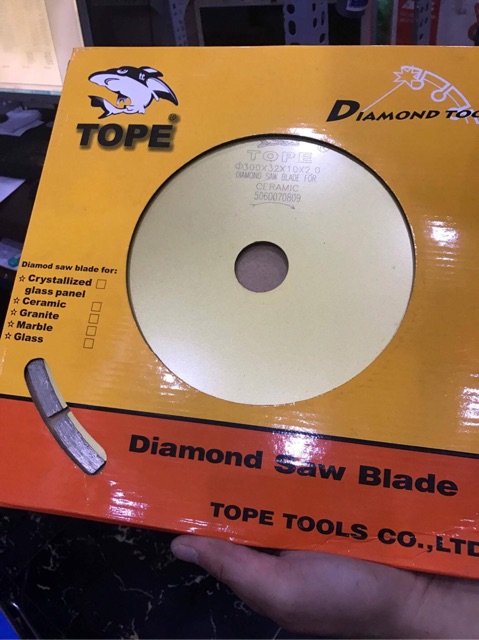 TOPE®
DIAMOND TOO
TOPE
Φ300X32X10X2.0
DIAMOND SAW BLADE FOR
CERAMIC
5060070809
Diamod saw blade for:
☆ Crystallized
glass panel
☆ Ceramic
☆ Granite
☆ Marble
☆ Glass
Diamond Saw Blade
TOPE TOOLS CO.,LTD